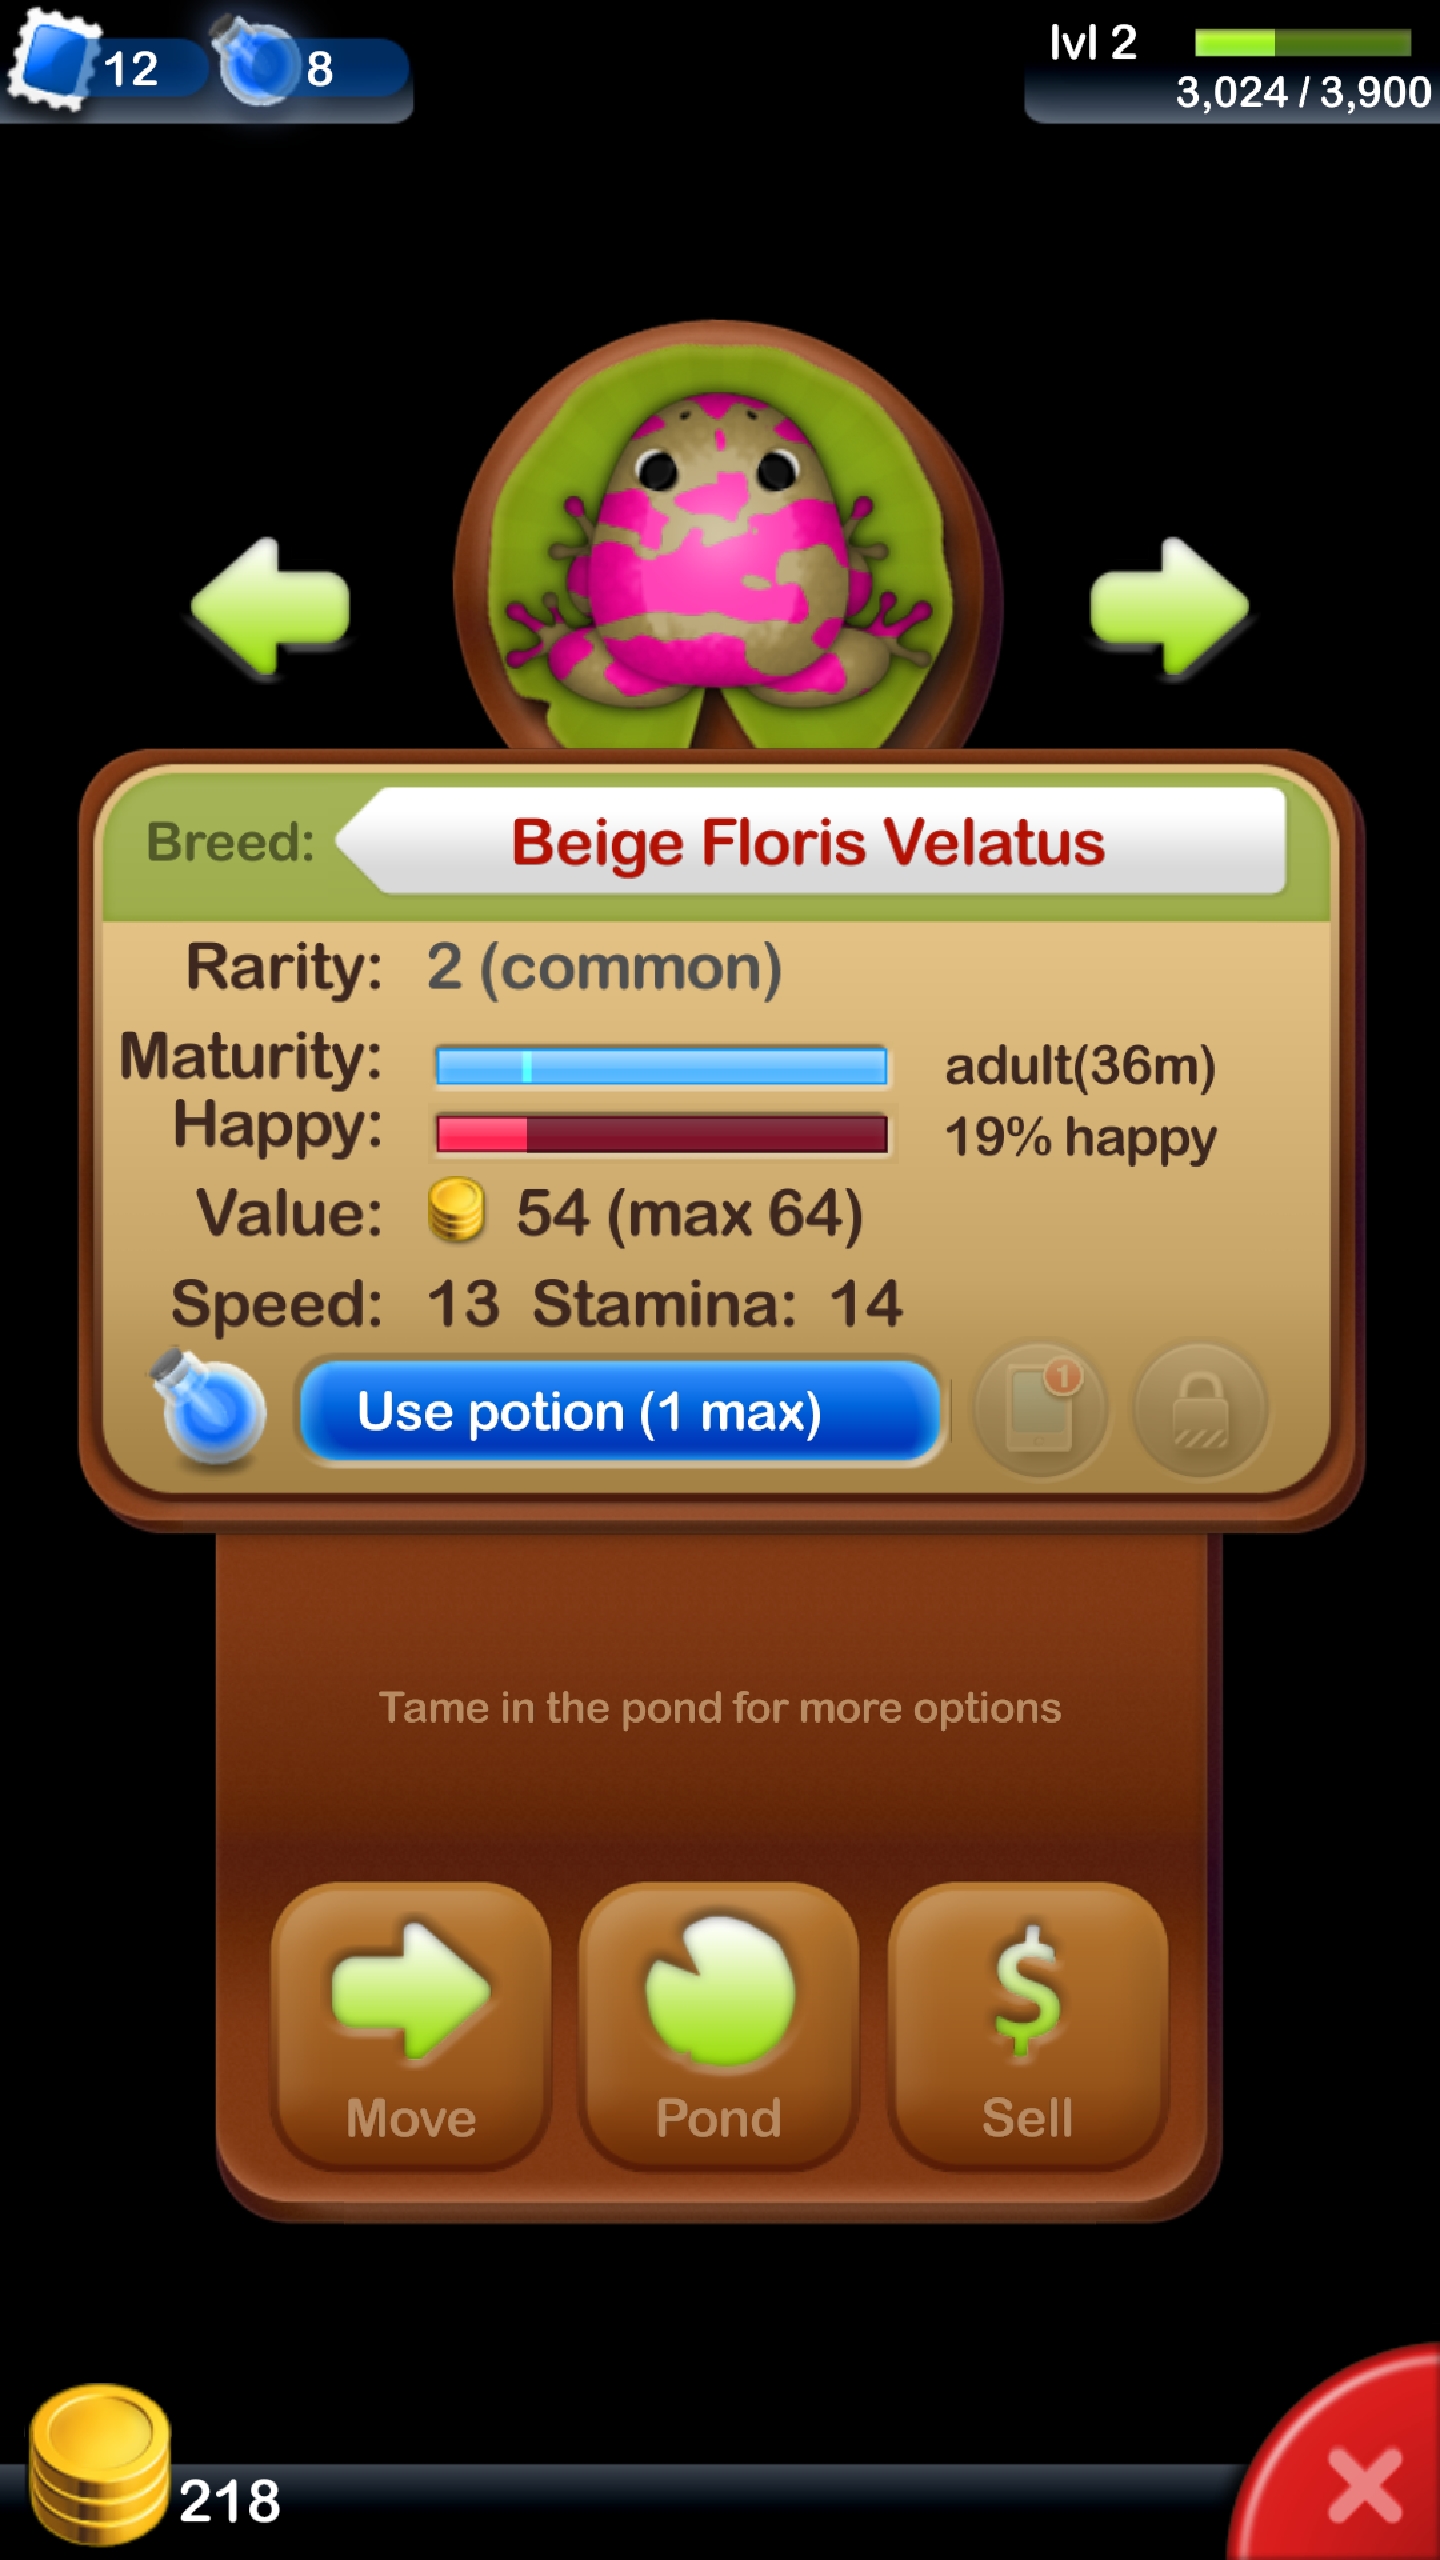 12 8 lvl 2
3,024 / 3,900
Breed: Beige Floris Velatus
Rarity: 2 (common)
Maturity: adult(36m)
Happy: 19% happy
Value: 54 (max 64)
Speed: 13 Stamina: 14
Use potion (1 max) 1
Tame in the pond for more options
$
Move Pond Sell
218